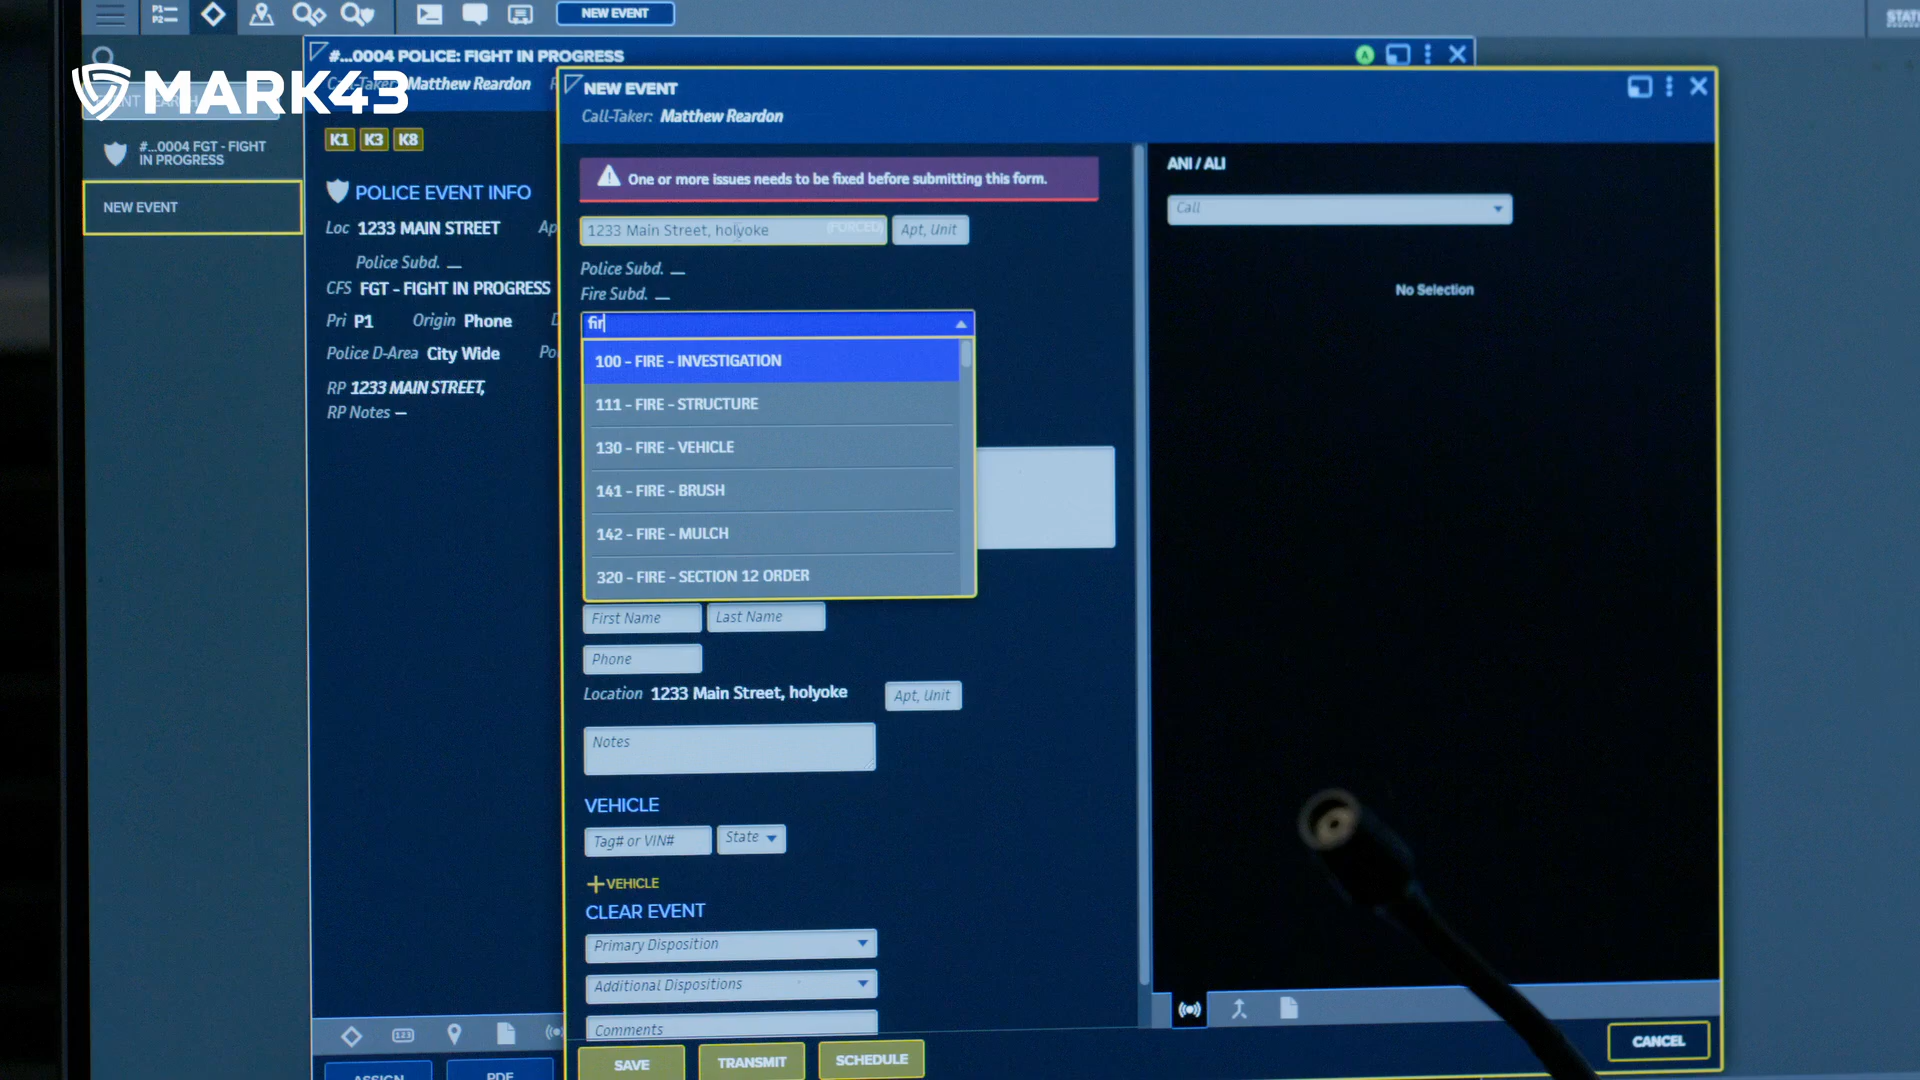 P1
P2
NEW EVENT
MARK43
#...0004 FGT - FIGHT
IN PROGRESS
NEW EVENT
#...0004 POLICE: FIGHT IN PROGRESS
Call-Taker: Matthew Reardon
K1 K3 K8
POLICE EVENT INFO
Loc 1233 MAIN STREET Ap
Police Subd. —
CFS FGT - FIGHT IN PROGRESS
Pri P1 Origin Phone
Police D-Area City Wide Po
RP 1233 MAIN STREET,
RP Notes —
PDF
NEW EVENT
Call-Taker: Matthew Reardon
One or more issues needs to be fixed before submitting this form.
1233 Main Street, holyoke (FORCED) Apt, Unit
Police Subd. —
Fire Subd. —
fir
100 - FIRE - INVESTIGATION
111 - FIRE - STRUCTURE
130 - FIRE - VEHICLE
141 - FIRE - BRUSH
142 - FIRE - MULCH
320 - FIRE - SECTION 12 ORDER
First Name Last Name
Phone
Location 1233 Main Street, holyoke Apt, Unit
Notes
VEHICLE
Tag# or VIN# State
+VEHICLE
CLEAR EVENT
Primary Disposition
Additional Dispositions
Comments
SAVE TRANSMIT SCHEDULE
ANI / ALI
Call
No Selection
CANCEL